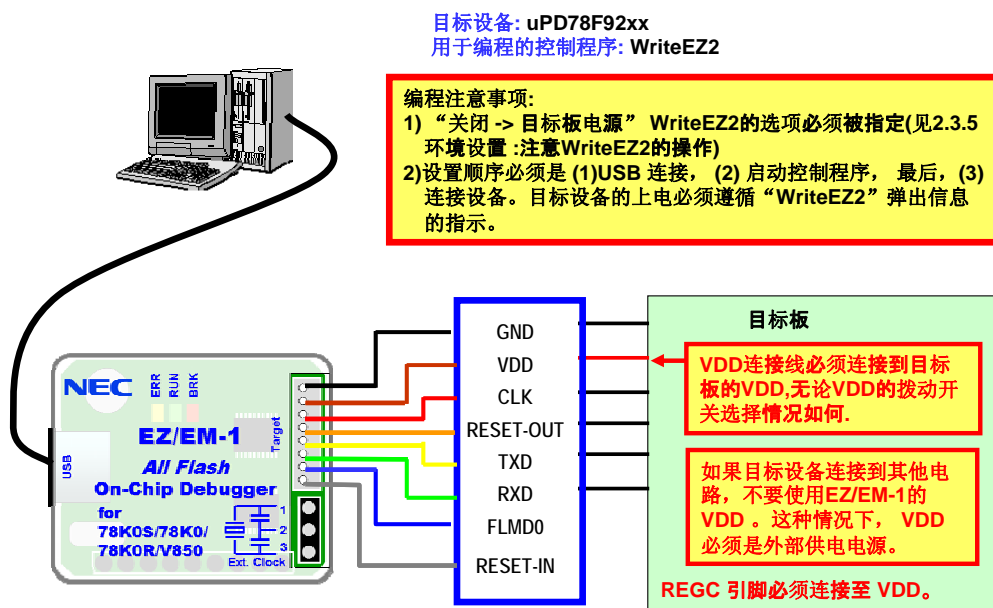 目标设备: uPD78F92xx
用于编程的控制程序: WriteEZ2
编程注意事项:
1) “关闭 -> 目标板电源” WriteEZ2的选项必须被指定(见2.3.5
环境设置 :注意WriteEZ2的操作)
2)设置顺序必须是 (1)USB 连接， (2) 启动控制程序， 最后，(3)
连接设备。目标设备的上电必须遵循“WriteEZ2”弹出信息
的指示。
NEC
ERR
RUN
BRK
EZ/EM-1
All Flash
On-Chip Debugger
for
78K0S/78K0/
78K0R/V850
USB
Target
1
2
3
Ext. Clock
GND
VDD
CLK
RESET-OUT
TXD
RXD
FLMD0
RESET-IN
目标板
VDD连接线必须连接到目标
板的VDD,无论VDD的拨动开
关选择情况如何.
如果目标设备连接到其他电
路，不要使用EZ/EM-1的
VDD 。这种情况下， VDD
必须是外部供电电源。
REGC 引脚必须连接至 VDD。